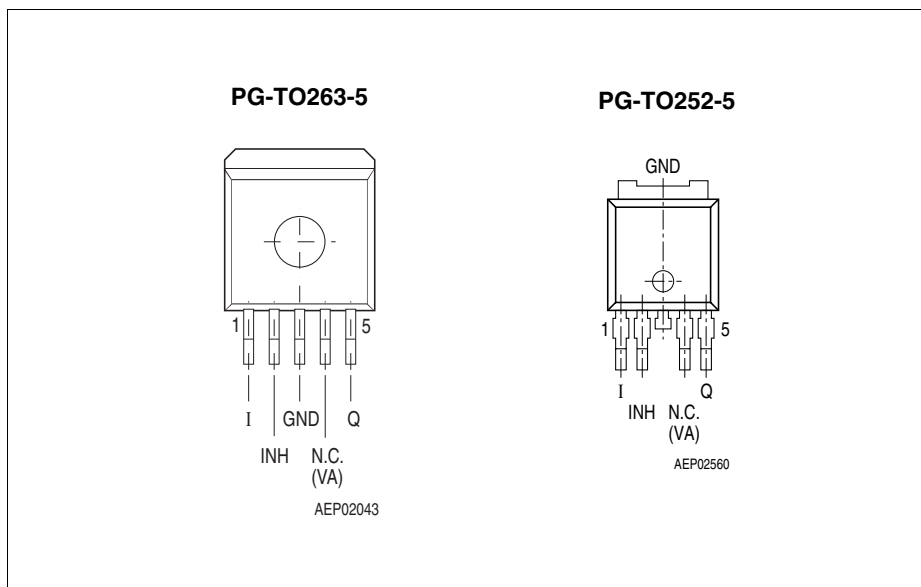 PG-TO263-5
1 5
I GND Q
INH N.C.
(VA)
AEP02043
PG-TO252-5
GND
1 5
I Q
INH N.C.
(VA)
AEP02560